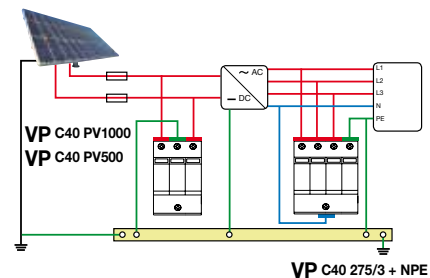 ~ AC
⎓ DC
L1
L2
L3
N
PE
VP C40 PV1000
VP C40 PV500
VP C40 275/3 + NPE